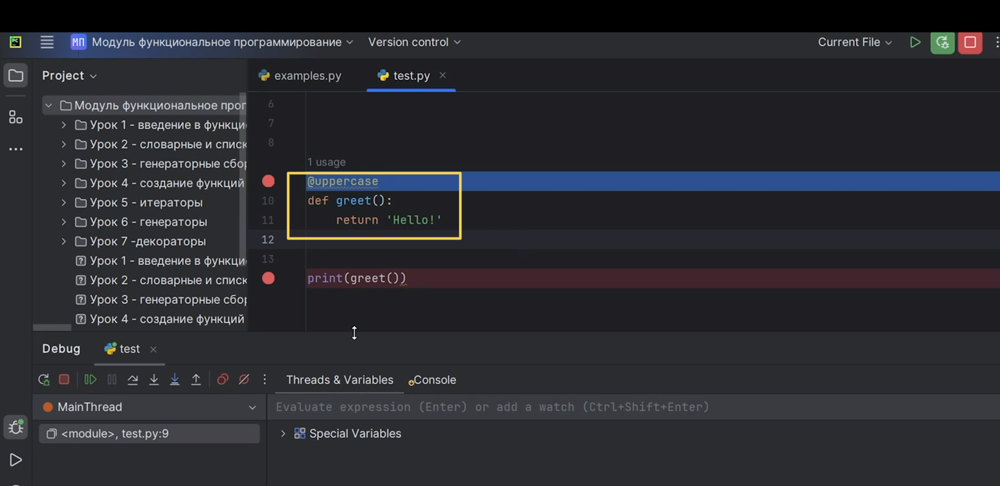 PC
МП Модуль функциональное программирование Version control Current File
Project
examples.py test.py
Модуль функциональное прог
Урок 1 - введение в функци
Урок 2 - словарные и списк
Урок 3 - генераторные сбор
Урок 4 - создание функций
Урок 5 - итераторы
Урок 6 - генераторы
Урок 7 -декораторы
Урок 1 - введение в функци
Урок 2 - словарные и списк
Урок 3 - генераторные сбор
Урок 4 - создание функций
6
7
8
1 usage
@uppercase
10 def greet():
11 return 'Hello!'
12
13
print(greet())
Debug test
Threads & Variables Console
MainThread
Evaluate expression (Enter) or add a watch (Ctrl+Shift+Enter)
<module>, test.py:9
Special Variables